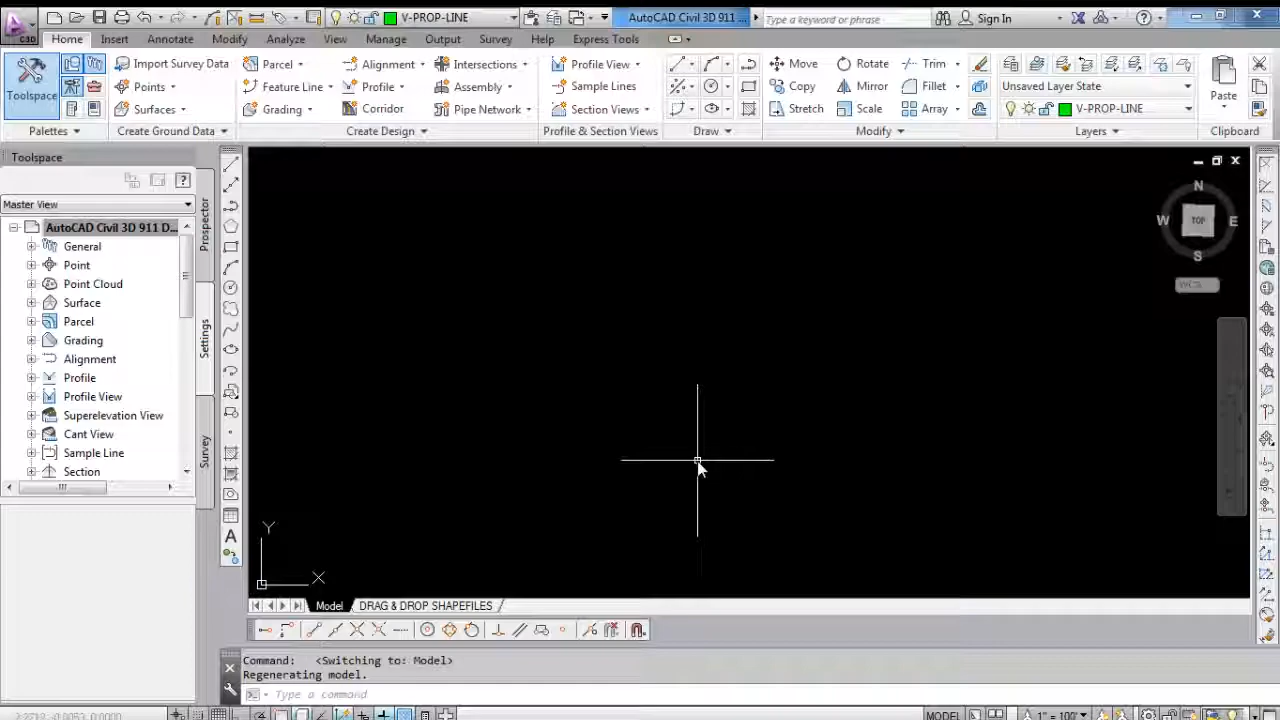 V-PROP-LINE
AutoCAD Civil 3D 911 ...
Type a keyword or phrase
Sign In
C3D
Home Insert Annotate Modify Analyze View Manage Output Survey Help Express Tools
Import Survey Data Parcel Alignment Intersections Profile View Move Rotate Trim
Toolspace Points Feature Line Profile Assembly Sample Lines Copy Mirror Fillet Unsaved Layer State Paste
Surfaces Grading Corridor Pipe Network Section Views Stretch Scale Array V-PROP-LINE
Palettes Create Ground Data Create Design Profile & Section Views Draw Modify Layers Clipboard
Toolspace
Master View
AutoCAD Civil 3D 911 D...
General
Point
Point Cloud
Surface
Parcel
Grading
Alignment
Profile
Profile View
Superelevation View
Cant View
Sample Line
Section
Prospector
Settings
Survey
N
W TOP E
S
WCS
Y
X
Model DRAG & DROP SHAPEFILES
Command: <Switching to: Model>
Regenerating model.
Type a command
MODEL 1" = 100'